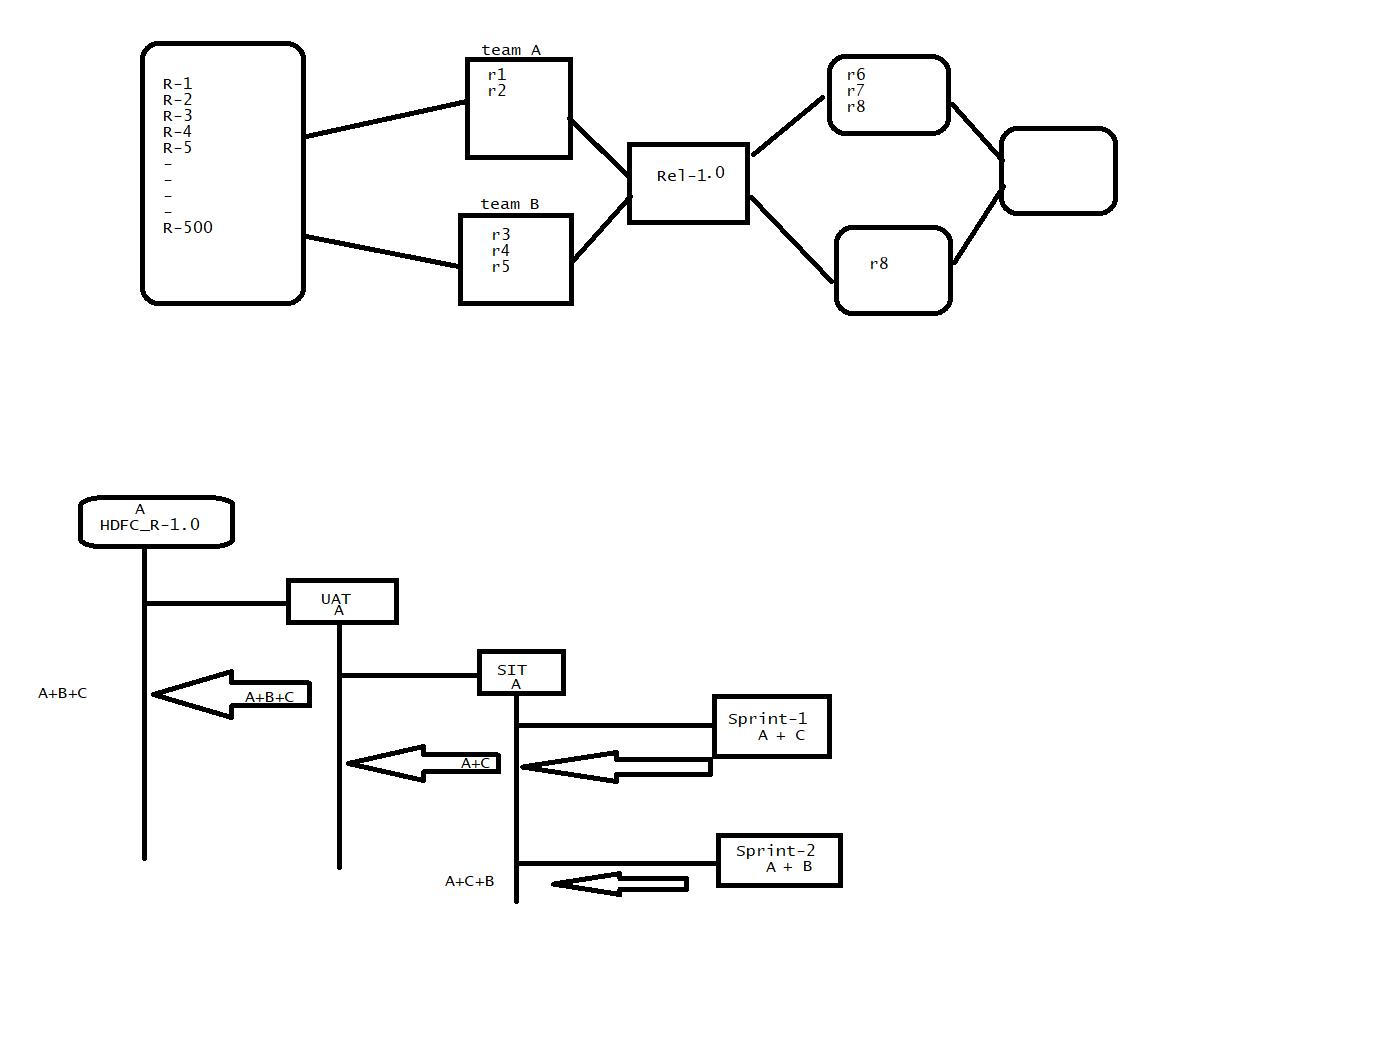 R-1
R-2
R-3
R-4
R-5
-
-
-
-
R-500
team A
r1
r2
team B
r3
r4
r5
Rel-1.0
r6
r7
r8
r8
A
HDFC_R-1.0
UAT
A
SIT
A
Sprint-1
A + C
A+B+C
A+B+C
A+C
Sprint-2
A + B
A+C+B